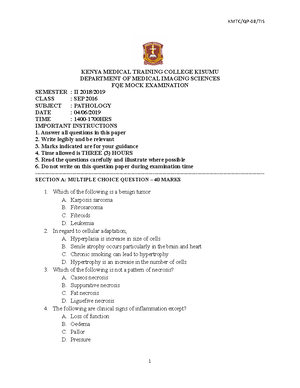 KMTC/QP-08/TIS
KENYA MEDICAL TRAINING COLLEGE KISUMU
DEPARTMENT OF MEDICAL IMAGING SCIENCES
FQE MOCK EXAMINATION
SEMESTER : II 2018/2019
CLASS : SEP 2016
SUBJECT : PATHOLOGY
DATE : 04/06/2019
TIME : 1400-1700HRS
IMPORTANT INSTRUCTIONS
1. Answer all questions in this paper
2. Write legibly and be relevant
3. Marks indicated are for your guidance
4. Time allowed is THREE (3) HOURS
5. Read the questions carefully and illustrate where possible
6. Do not write on this question paper during examination time
SECTION A: MULTIPLE CHOICE QUESTION – 40 MARKS
1. Which of the following is a benign tumor
A. Karposis sarcoma
B. Fibrosarcoma
C. Fibroids
D. Leukemia
2. In regard to cellular adaptation;
A. Hyperplasia is increase in size of cells
B. Senile atrophy occurs particularly in the brain and heart
C. Chronic smoking can lead to hypertrophy
D. Hypertrophy is an increase in the number of cells
3. Which of the following is not a pattern of necrosis?
A. Caseos necrosis
B. Suppurative necrosis
C. Fat necrosis
D. Liquefive necrosis
4. The following are clinical signs of inflammation except?
A. Loss of function
B. Oedema
C. Pallor
D. Pressure
1